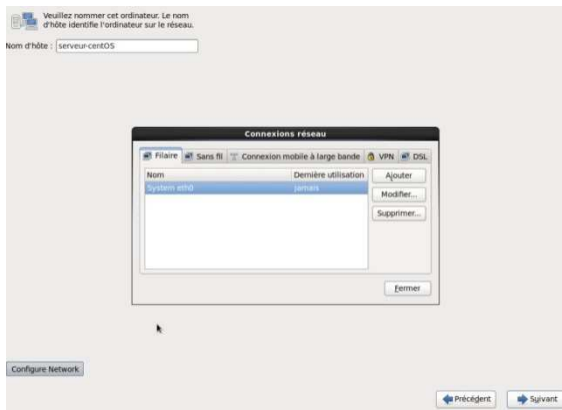 Veuillez nommer cet ordinateur. Le nom
d'hôte identifie l'ordinateur sur le réseau.
Nom d'hôte : serveur-centOS
Connexions réseau
Filaire Sans fil Connexion mobile à large bande VPN DSL
Nom Dernière utilisation Ajouter
System eth0 jamais
Modifier...
Supprimer...
Fermer
Configure Network
Précédent Suivant